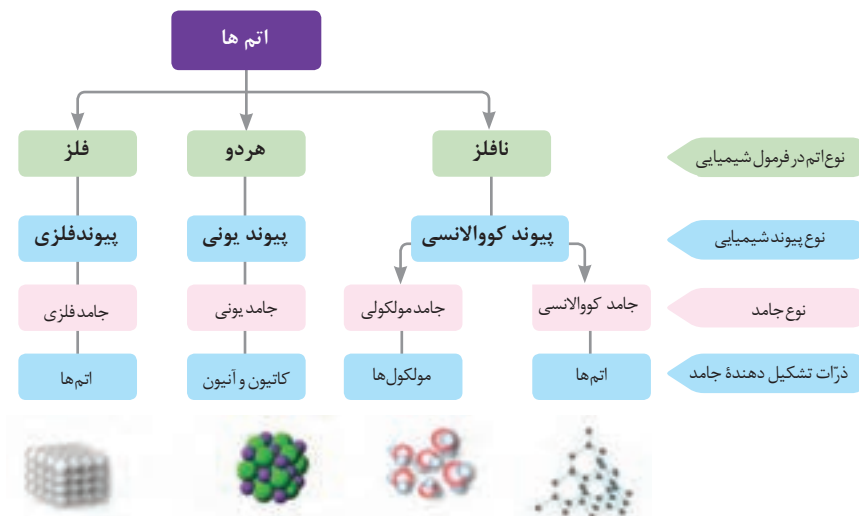 اتم ها
نوع اتم در فرمول شیمیایی
نافلز
هردو
فلز
نوع پیوند شیمیایی
پیوند کووالانسی
پیوند یونی
پیوندفلزی
نوع جامد
جامد کووالانسی
جامد مولکولی
جامد یونی
جامد فلزی
ذرّات تشکیل دهندهٔ جامد
اتم‌ها
مولکول‌ها
کاتیون و آنیون
اتم‌ها